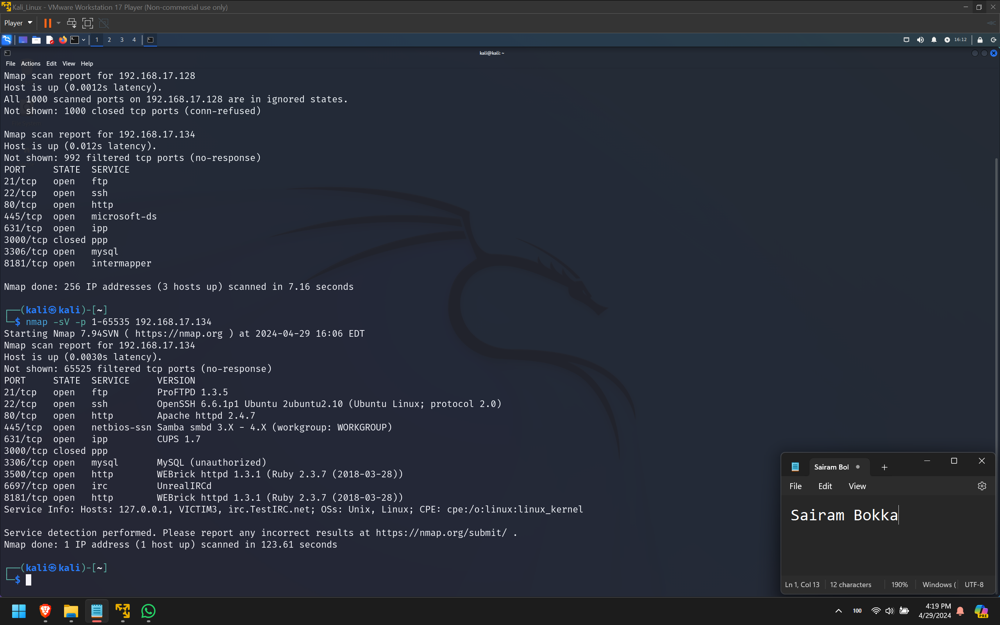 Kali_Linux - VMware Workstation 17 Player (Non-commercial use only)
Player
1 2 3 4
16:12
kali@kali: ~
File Actions Edit View Help
Nmap scan report for 192.168.17.128
Host is up (0.0012s latency).
All 1000 scanned ports on 192.168.17.128 are in ignored states.
Not shown: 1000 closed tcp ports (conn-refused)
File System
Nmap scan report for 192.168.17.134
Host is up (0.012s latency).
Not shown: 992 filtered tcp ports (no-response)
PORT     STATE  SERVICE
21/tcp   open   ftp
22/tcp   open   ssh
80/tcp   open   http
445/tcp  open   microsoft-ds
631/tcp  open   ipp
3000/tcp closed ppp
3306/tcp open   mysql
8181/tcp open   intermapper
Nmap done: 256 IP addresses (3 hosts up) scanned in 7.16 seconds
(kali㉿kali)-[~]
$ nmap -sV -p 1-65535 192.168.17.134
Starting Nmap 7.94SVN ( https://nmap.org ) at 2024-04-29 16:06 EDT
Nmap scan report for 192.168.17.134
Host is up (0.0030s latency).
Not shown: 65525 filtered tcp ports (no-response)
PORT     STATE  SERVICE     VERSION
21/tcp   open   ftp         ProFTPD 1.3.5
22/tcp   open   ssh         OpenSSH 6.6.1p1 Ubuntu 2ubuntu2.10 (Ubuntu Linux; protocol 2.0)
80/tcp   open   http        Apache httpd 2.4.7
445/tcp  open   netbios-ssn Samba smbd 3.X - 4.X (workgroup: WORKGROUP)
631/tcp  open   ipp         CUPS 1.7
3000/tcp closed ppp
3306/tcp open   mysql       MySQL (unauthorized)
3500/tcp open   http        WEBrick httpd 1.3.1 (Ruby 2.3.7 (2018-03-28))
6697/tcp open   irc         UnrealIRCd
8181/tcp open   http        WEBrick httpd 1.3.1 (Ruby 2.3.7 (2018-03-28))
Service Info: Hosts: 127.0.0.1, VICTIM3, irc.TestIRC.net; OSs: Unix, Linux; CPE: cpe:/o:linux:linux_kernel
Service detection performed. Please report any incorrect results at https://nmap.org/submit/ .
Nmap done: 1 IP address (1 host up) scanned in 123.61 seconds
(kali㉿kali)-[~]
$
Sairam Bol
File Edit View
Sairam Bokka
Ln 1, Col 13 12 characters 190% Windows ( UTF-8
100
4:19 PM
4/29/2024
PRE